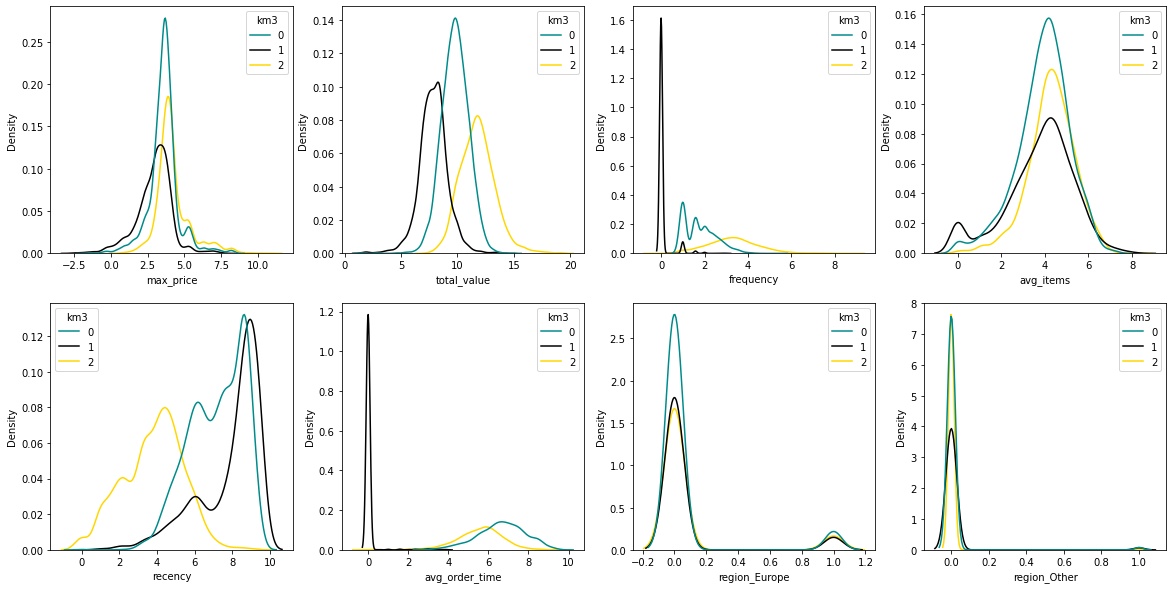 Density
0.25
0.20
0.15
0.10
0.05
0.00
−2.5 0.0 2.5 5.0 7.5 10.0
max_price
km3
0
1
2
Density
0.14
0.12
0.10
0.08
0.06
0.04
0.02
0.00
0 5 10 15 20
total_value
km3
0
1
2
Density
1.6
1.4
1.2
1.0
0.8
0.6
0.4
0.2
0.0
0 2 4 6 8
frequency
km3
0
1
2
Density
0.16
0.14
0.12
0.10
0.08
0.06
0.04
0.02
0.00
0 2 4 6 8
avg_items
km3
0
1
2
Density
0.12
0.10
0.08
0.06
0.04
0.02
0.00
0 2 4 6 8 10
recency
km3
0
1
2
Density
1.2
1.0
0.8
0.6
0.4
0.2
0.0
0 2 4 6 8 10
avg_order_time
km3
0
1
2
Density
2.5
2.0
1.5
1.0
0.5
0.0
−0.2 0.0 0.2 0.4 0.6 0.8 1.0 1.2
region_Europe
km3
0
1
2
Density
8
7
6
5
4
3
2
1
0
0.0 0.2 0.4 0.6 0.8 1.0
region_Other
km3
0
1
2